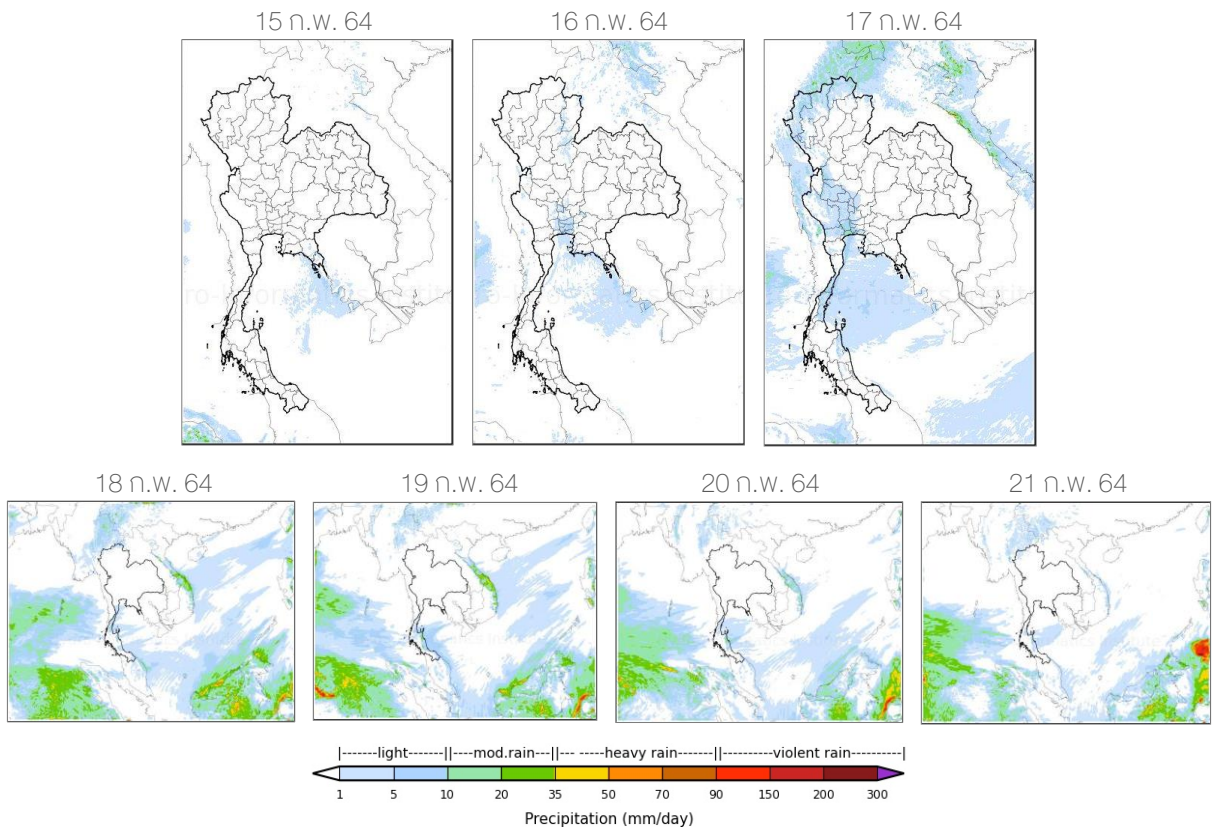 15 ก.พ. 64
16 ก.พ. 64
17 ก.พ. 64
18 ก.พ. 64
19 ก.พ. 64
20 ก.พ. 64
21 ก.พ. 64
|------light-------||----mod.rain---||--- -----heavy rain------||---------violent rain---------|
1 5 10 20 35 50 70 90 150 200 300
Precipitation (mm/day)